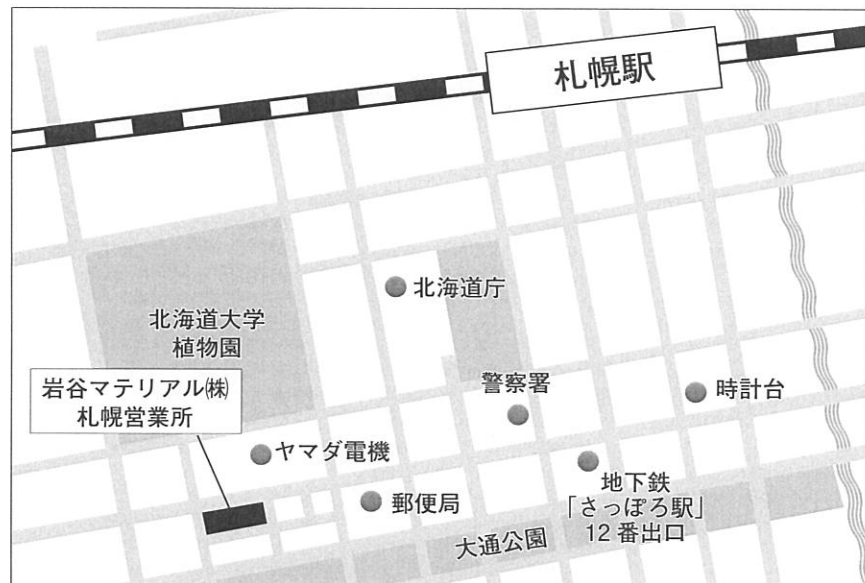 札幌駅
北海道庁
北海道大学
植物園
岩谷マテリアル㈱
札幌営業所
警察署
時計台
ヤマダ電機
郵便局
地下鉄
「さっぽろ駅」
12番出口
大通公園